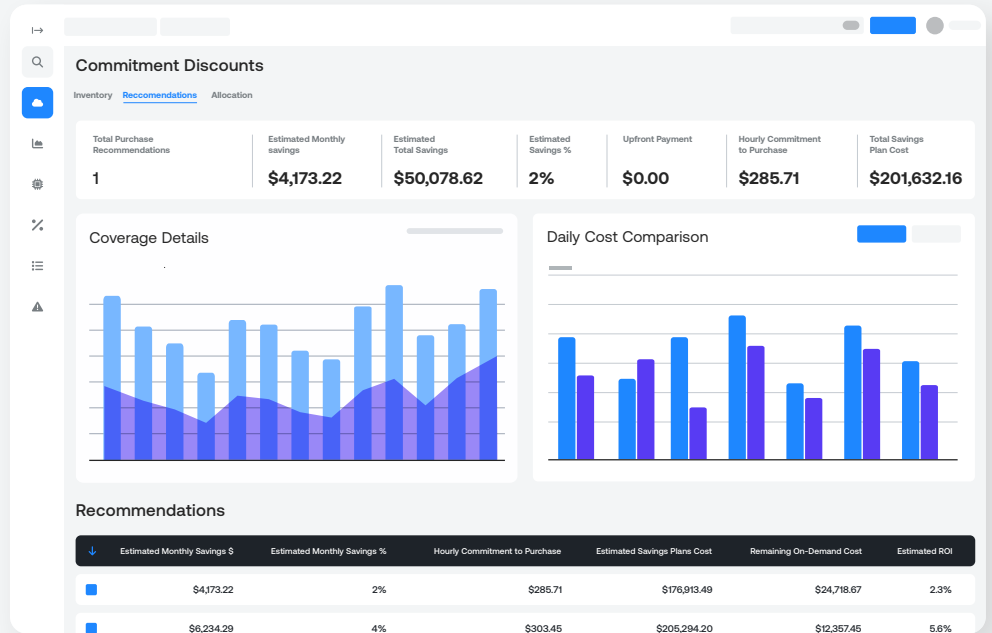 Commitment Discounts
Inventory Reccomendations Allocation
Total Purchase
Recommendations
1
Estimated Monthly
savings
$4,173.22
Estimated
Total Savings
$50,078.62
Estimated
Savings %
2%
Upfront Payment
$0.00
Hourly Commitment
to Purchase
$285.71
Total Savings
Plan Cost
$201,632.16
Coverage Details
Daily Cost Comparison
Recommendations
Estimated Monthly Savings $ Estimated Monthly Savings % Hourly Commitment to Purchase Estimated Savings Plans Cost Remaining On-Demand Cost Estimated ROI
$4,173.22 2% $285.71 $176,913.49 $24,718.67 2.3%
$6,234.29 4% $303.45 $205,294.20 $12,357.45 5.6%